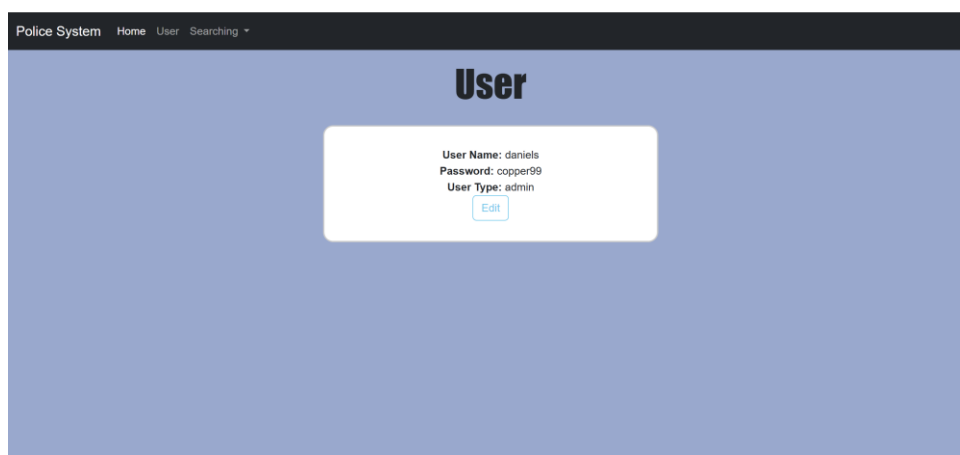 Police System Home User Searching
User
User Name: daniels
Password: copper99
User Type: admin
Edit